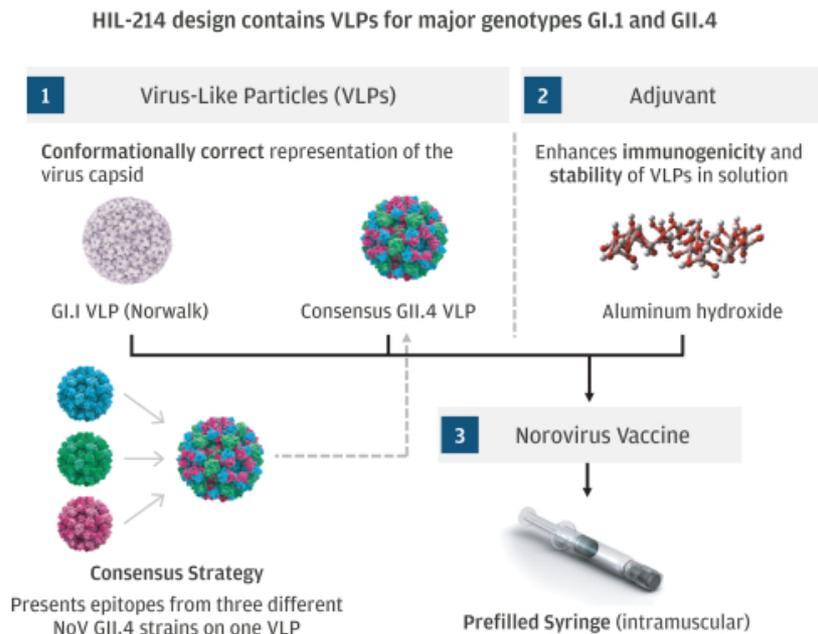 HIL-214 design contains VLPs for major genotypes GI.1 and GII.4
1
Virus-Like Particles (VLPs)
Conformationally correct representation of the
virus capsid
GI.I VLP (Norwalk)
Consensus GII.4 VLP
2
Adjuvant
Enhances immunogenicity and
stability of VLPs in solution
Aluminum hydroxide
Consensus Strategy
Presents epitopes from three different
NoV GII.4 strains on one VLP
3
Norovirus Vaccine
Prefilled Syringe (intramuscular)